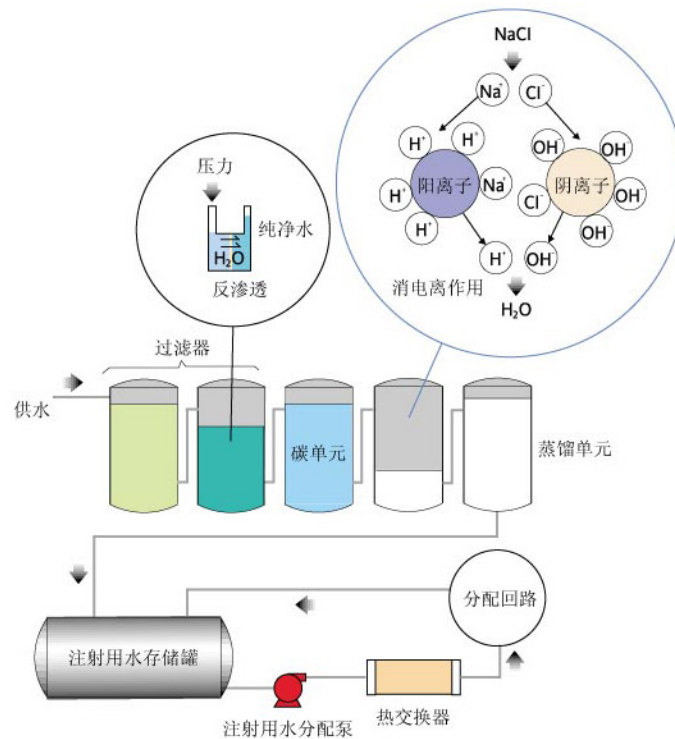 NaCl
Na⁺
Cl⁻
H⁺
H⁺
OH⁻
OH⁻
阳离子
阴离子
H⁺
Na⁺
Cl⁻
OH⁻
H⁺
OH⁻
H⁺
OH⁻
消电离作用
H₂O
压力
纯净水
H₂O
反渗透
过滤器
供水
碳单元
蒸馏单元
注射用水存储罐
分配回路
注射用水分配泵
热交换器